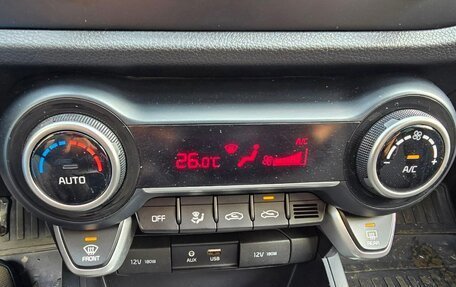 A/C
26.0°C
AUTO
A/C
OFF
FRONT
REAR
12V 180W
AUX
USB
12V 180W